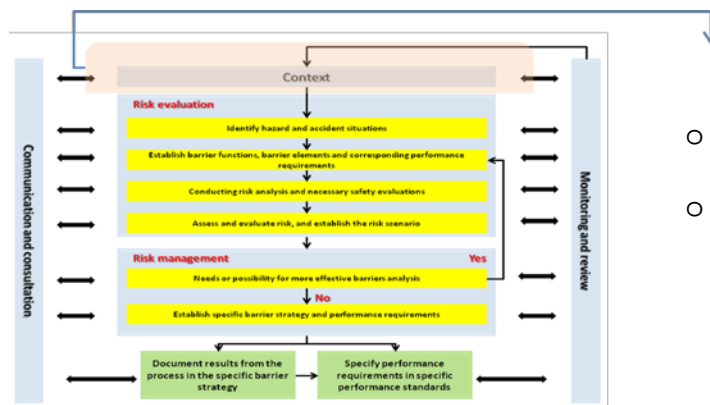 Context
Risk evaluation
Identify hazard and accident situations
Establish barrier functions, barrier elements and corresponding performance
requirements
Conducting risk analysis and necessary safety evaluations
Assess and evaluate risk, and establish the risk scenario
Risk management
Yes
Needs or possibility for more effective barriers analysis
No
Establish specific barrier strategy and performance requirements
Document results from the
process in the specific barrier
strategy
Specify performance
requirements in specific
performance standards
Communication and consultation
Monitoring and review